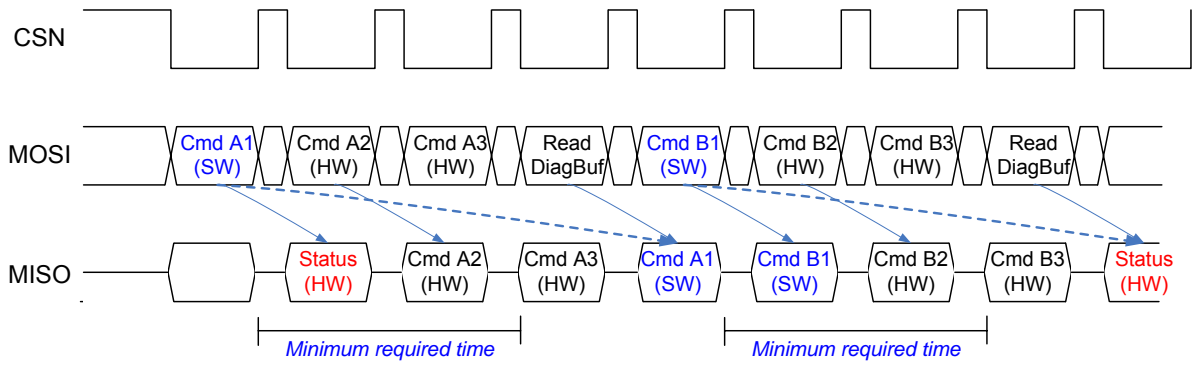 CSN
MOSI
Cmd A1
(SW)
Cmd A2
(HW)
Cmd A3
(HW)
Read
DiagBuf
Cmd B1
(SW)
Cmd B2
(HW)
Cmd B3
(HW)
Read
DiagBuf
MISO
Status
(HW)
Cmd A2
(HW)
Cmd A3
(HW)
Cmd A1
(SW)
Cmd B1
(SW)
Cmd B2
(HW)
Cmd B3
(HW)
Status
(HW)
Minimum required time
Minimum required time